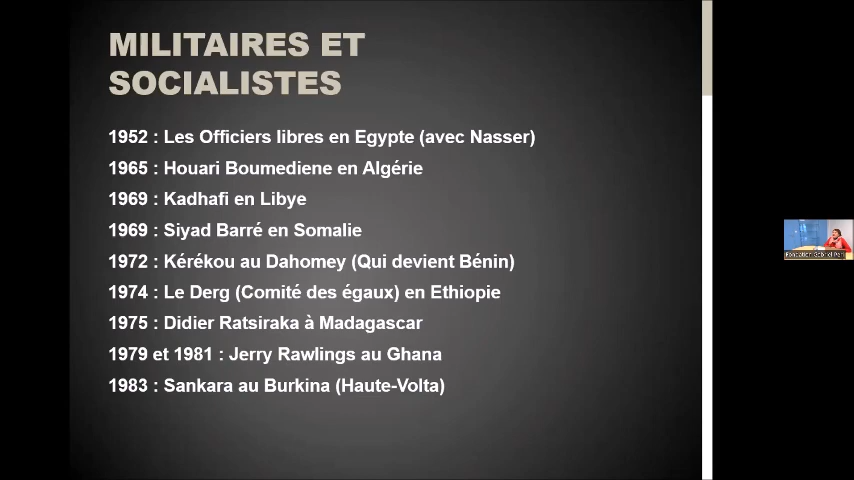 MILITAIRES ET
SOCIALISTES
1952 : Les Officiers libres en Egypte (avec Nasser)
1965 : Houari Boumediene en Algérie
1969 : Kadhafi en Libye
1969 : Siyad Barré en Somalie
1972 : Kérékou au Dahomey (Qui devient Bénin)
1974 : Le Derg (Comité des égaux) en Ethiopie
1975 : Didier Ratsiraka à Madagascar
1979 et 1981 : Jerry Rawlings au Ghana
1983 : Sankara au Burkina (Haute-Volta)
Fondation Gabriel Péri